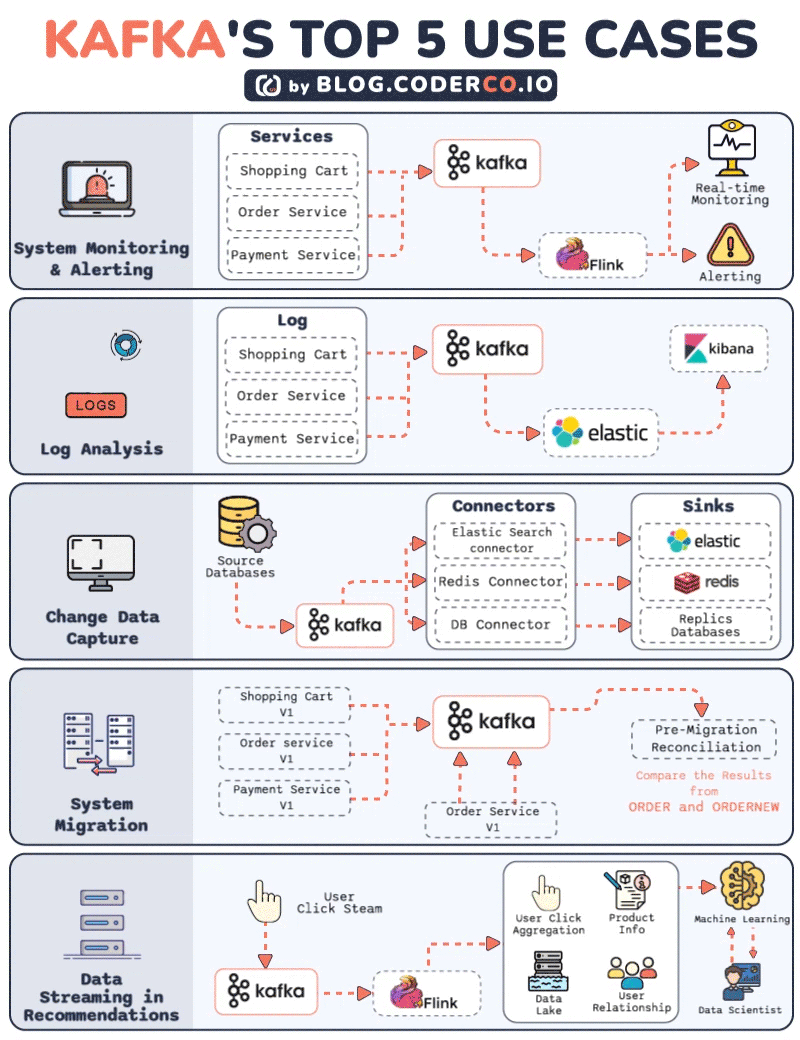 KAFKA'S TOP 5 USE CASES
by BLOG.CODERCO.IO
System Monitoring
& Alerting
Services
Shopping Cart
Order Service
Payment Service
kafka
Flink
Real-time
Monitoring
Alerting
LOGS
Log Analysis
Log
Shopping Cart
Order Service
Payment Service
kafka
elastic
kibana
Change Data
Capture
Source
Databases
kafka
Connectors
Elastic Search
connector
Redis Connector
DB Connector
Sinks
elastic
redis
Replics
Databases
System
Migration
Shopping Cart
V1
Order service
V1
Payment Service
V1
kafka
Order Service
V1
Pre-Migration
Reconciliation
Compare the Results
from
ORDER and ORDERNEW
Data
Streaming in
Recommendations
User
Click Steam
kafka
Flink
User Click
Aggregation
Product
Info
Data
Lake
User
Relationship
Machine Learning
Data Scientist